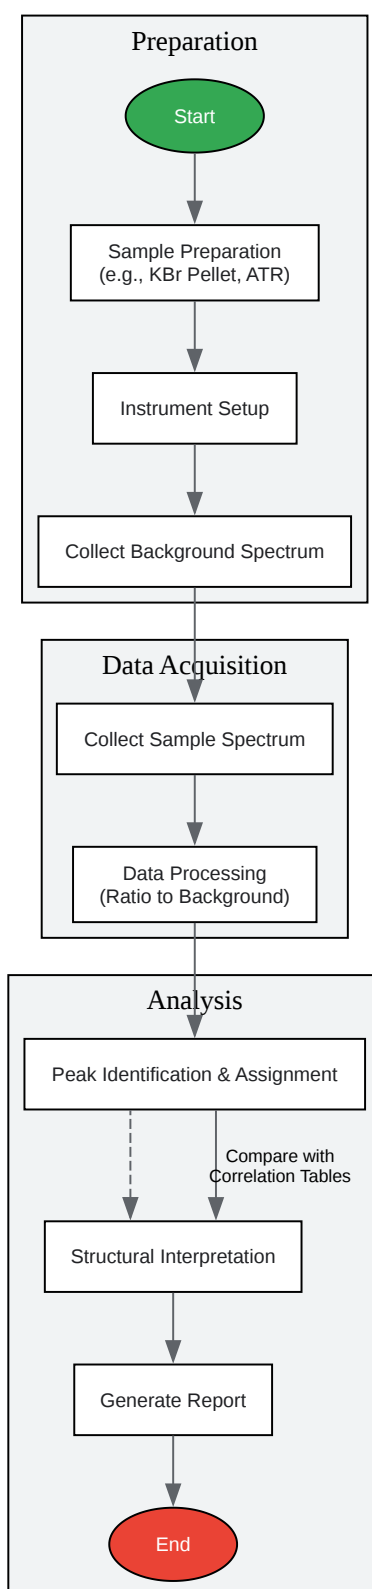 Preparation
Start
Sample Preparation
(e.g., KBr Pellet, ATR)
Instrument Setup
Collect Background Spectrum
Data Acquisition
Collect Sample Spectrum
Data Processing
(Ratio to Background)
Analysis
Peak Identification & Assignment
Compare with
Correlation Tables
Structural Interpretation
Generate Report
End